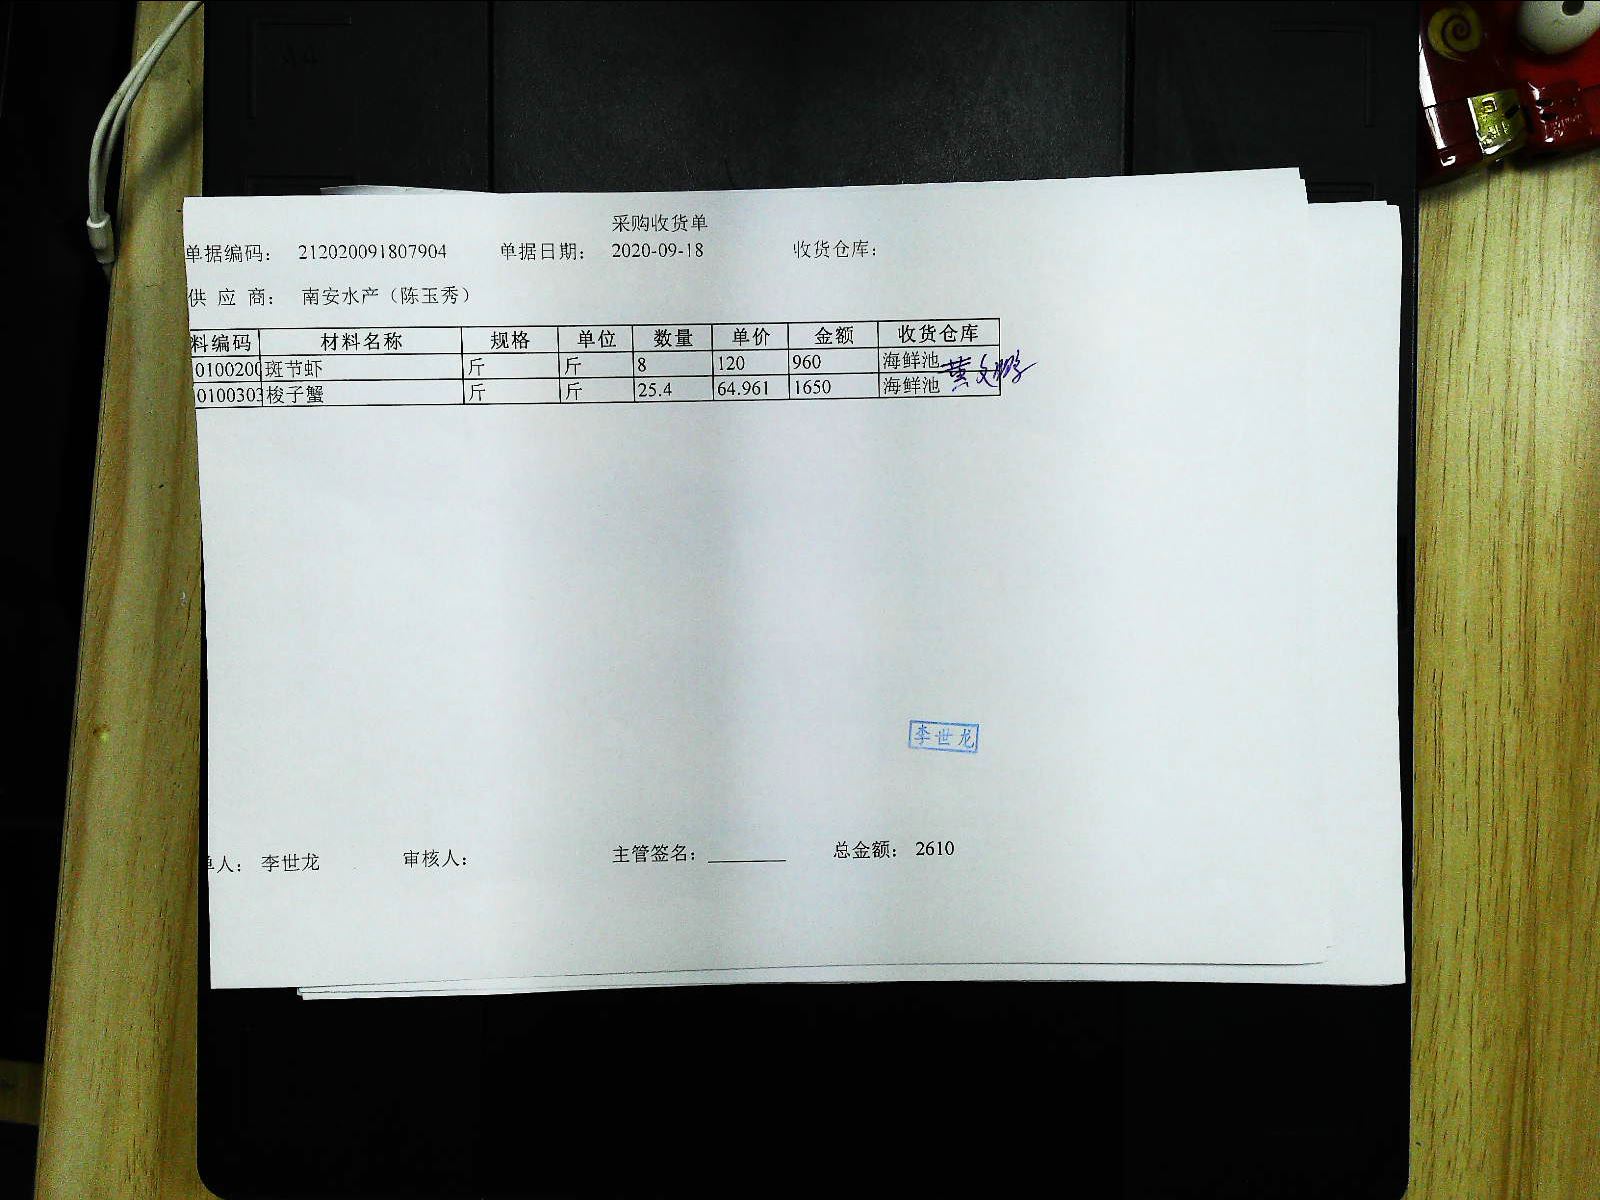 采购收货单
单据编码： 212020091807904 单据日期： 2020-09-18 收货仓库：
供 应 商： 南安水产（陈玉秀）
料编码 材料名称 规格 单位 数量 单价 金额 收货仓库
0100200 斑节虾 斤 斤 8 120 960 海鲜池
0100303 梭子蟹 斤 斤 25.4 64.961 1650 海鲜池
李世龙
单人： 李世龙 审核人： 主管签名： 总金额： 2610